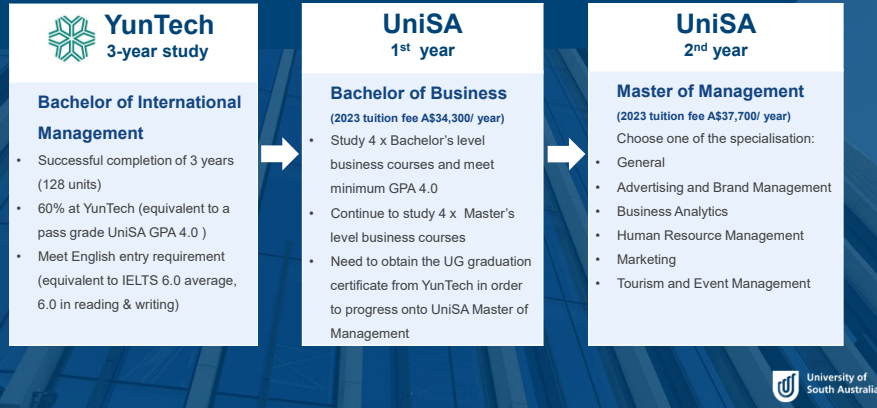 YunTech
3-year study
Bachelor of International
Management
• Successful completion of 3 years
(128 units)
• 60% at YunTech (equivalent to a
pass grade UniSA GPA 4.0 )
• Meet English entry requirement
(equivalent to IELTS 6.0 average,
6.0 in reading & writing)
UniSA
1st year
Bachelor of Business
(2023 tuition fee A$34,300/ year)
• Study 4 x Bachelor’s level
business courses and meet
minimum GPA 4.0
• Continue to study 4 x Master’s
level business courses
• Need to obtain the UG graduation
certificate from YunTech in order
to progress onto UniSA Master of
Management
UniSA
2nd year
Master of Management
(2023 tuition fee A$37,700/ year)
Choose one of the specialisation:
• General
• Advertising and Brand Management
• Business Analytics
• Human Resource Management
• Marketing
• Tourism and Event Management
University of
South Australia